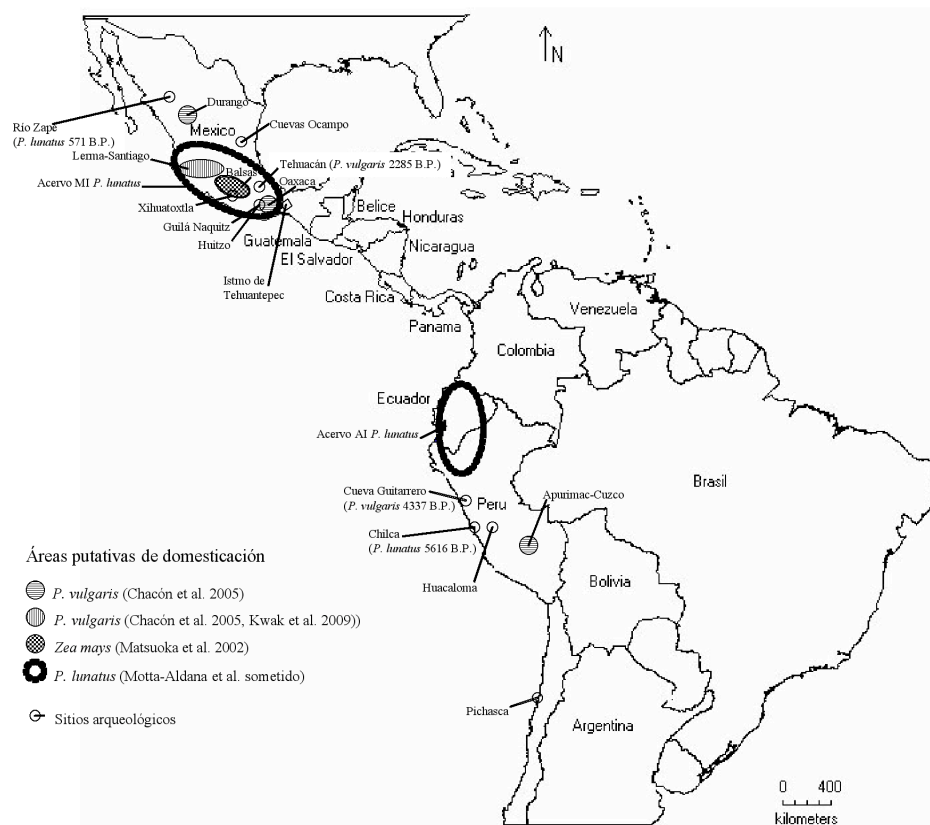 N
Durango
Río Zape
(P. lunatus 571 B.P.)
Mexico
Cuevas Ocampo
Lerma-Santiago
Tehuacán (P. vulgaris 2285 B.P.)
Balsas
Oaxaca
Acervo MI P. lunatus
Xihuatoxtla
Guilá Naquitz
Huitzo
Belice
Honduras
Guatemala
Nicaragua
El Salvador
Istmo de
Tehuantepec
Costa Rica
Panama
Venezuela
Colombia
Ecuador
Acervo AI P. lunatus
Brasil
Cueva Guitarrero
(P. vulgaris 4337 B.P.)
Peru
Apurimac-Cuzco
Chilca
(P. lunatus 5616 B.P.)
Huacaloma
Bolivia
Pichasca
Argentina
Áreas putativas de domesticación
P. vulgaris (Chacón et al. 2005)
P. vulgaris (Chacón et al. 2005, Kwak et al. 2009))
Zea mays (Matsuoka et al. 2002)
P. lunatus (Motta-Aldana et al. sometido)
Sitios arqueológicos
0 400
kilometers